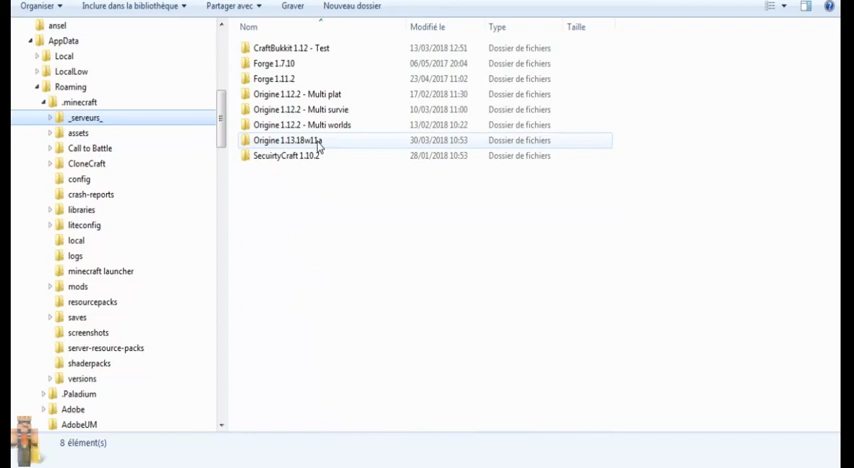 Organiser Inclure dans la bibliothèque Partager avec Graver Nouveau dossier
Nom Modifié le Type Taille
ansel
AppData
Local
LocalLow
Roaming
.minecraft
_serveurs_
assets
Call to Battle
CloneCraft
config
crash-reports
libraries
liteconfig
local
logs
minecraft launcher
mods
resourcepacks
saves
screenshots
server-resource-packs
shaderpacks
versions
.Paladium
Adobe
AdobeUM
CraftBukkit 1.12 - Test 13/03/2018 12:51 Dossier de fichiers
Forge 1.7.10 06/05/2017 20:04 Dossier de fichiers
Forge 1.11.2 23/04/2017 11:02 Dossier de fichiers
Origine 1.12.2 - Multi plat 17/02/2018 11:30 Dossier de fichiers
Origine 1.12.2 - Multi survie 10/03/2018 11:00 Dossier de fichiers
Origine 1.12.2 - Multi worlds 13/02/2018 10:22 Dossier de fichiers
Origine 1.13.18w11a 30/03/2018 10:53 Dossier de fichiers
SecuirtyCraft 1.10.2 28/01/2018 10:53 Dossier de fichiers
8 élément(s)